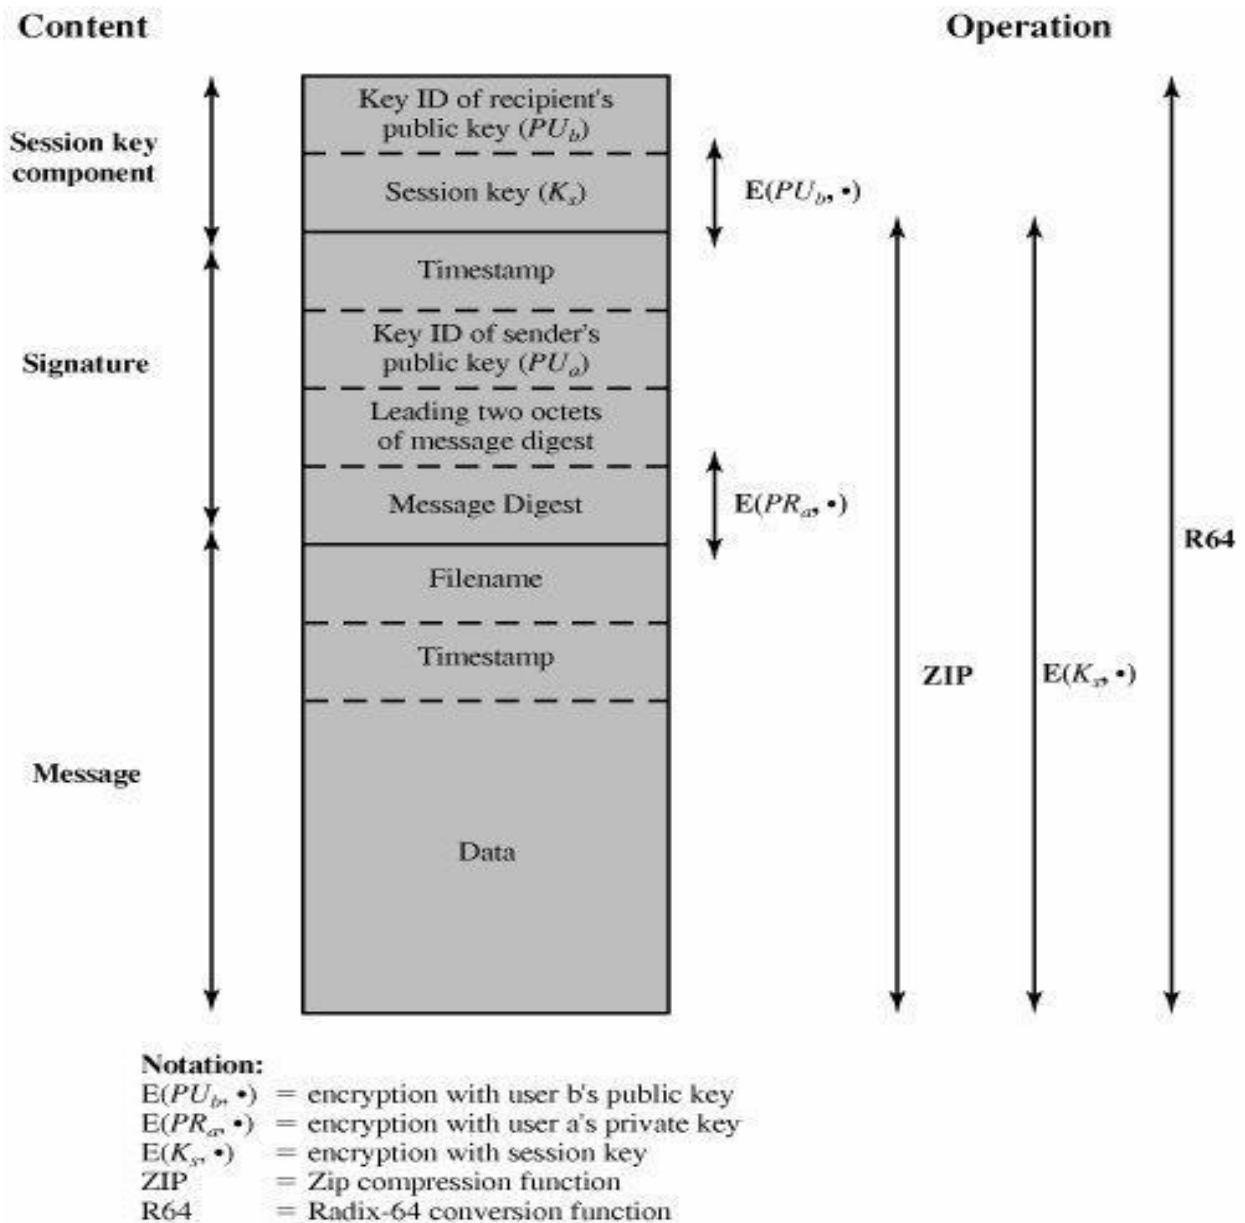 Content
Operation
Key ID of recipient's
public key (PU_b)
Session key
component
Session key (K_s)
E(PU_b, •)
Timestamp
Key ID of sender's
public key (PU_a)
Signature
Leading two octets
of message digest
Message Digest
E(PR_a, •)
R64
Filename
Timestamp
ZIP
E(K_s, •)
Message
Data
Notation:
E(PU_b, •) = encryption with user b's public key
E(PR_a, •) = encryption with user a's private key
E(K_s, •) = encryption with session key
ZIP = Zip compression function
R64 = Radix-64 conversion function